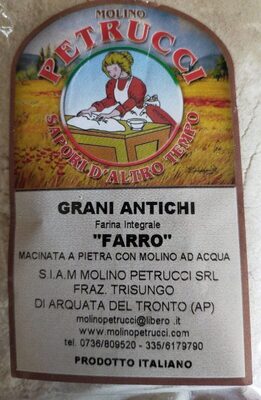 MOLINO
PETRUCCI
SAPORI D'ALTRO TEMPO
GRANI ANTICHI
Farina Integrale
"FARRO"
MACINATA A PIETRA CON MOLINO AD ACQUA
S.I.A.M MOLINO PETRUCCI SRL
FRAZ. TRISUNGO
DI ARQUATA DEL TRONTO (AP)
molinopetrucci@libero .it
www.molinopetrucci.com
tel. 0736/809520 - 335/6179790
PRODOTTO ITALIANO